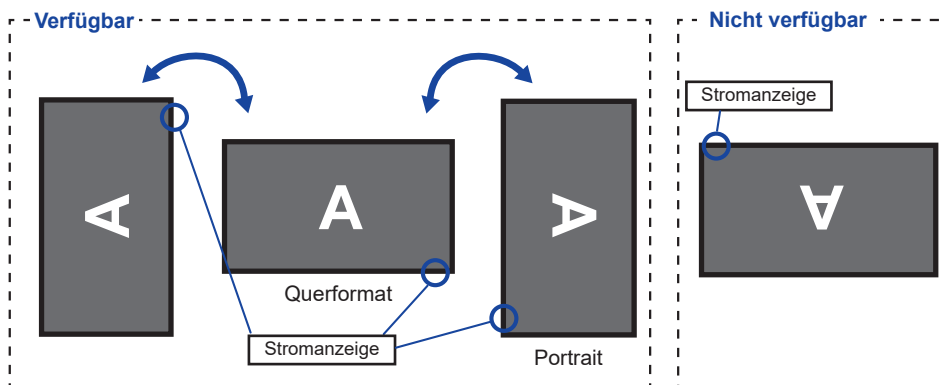 Verfügbar
Nicht verfügbar
Stromanzeige
A
A
A
A
Querformat
Stromanzeige
Portrait